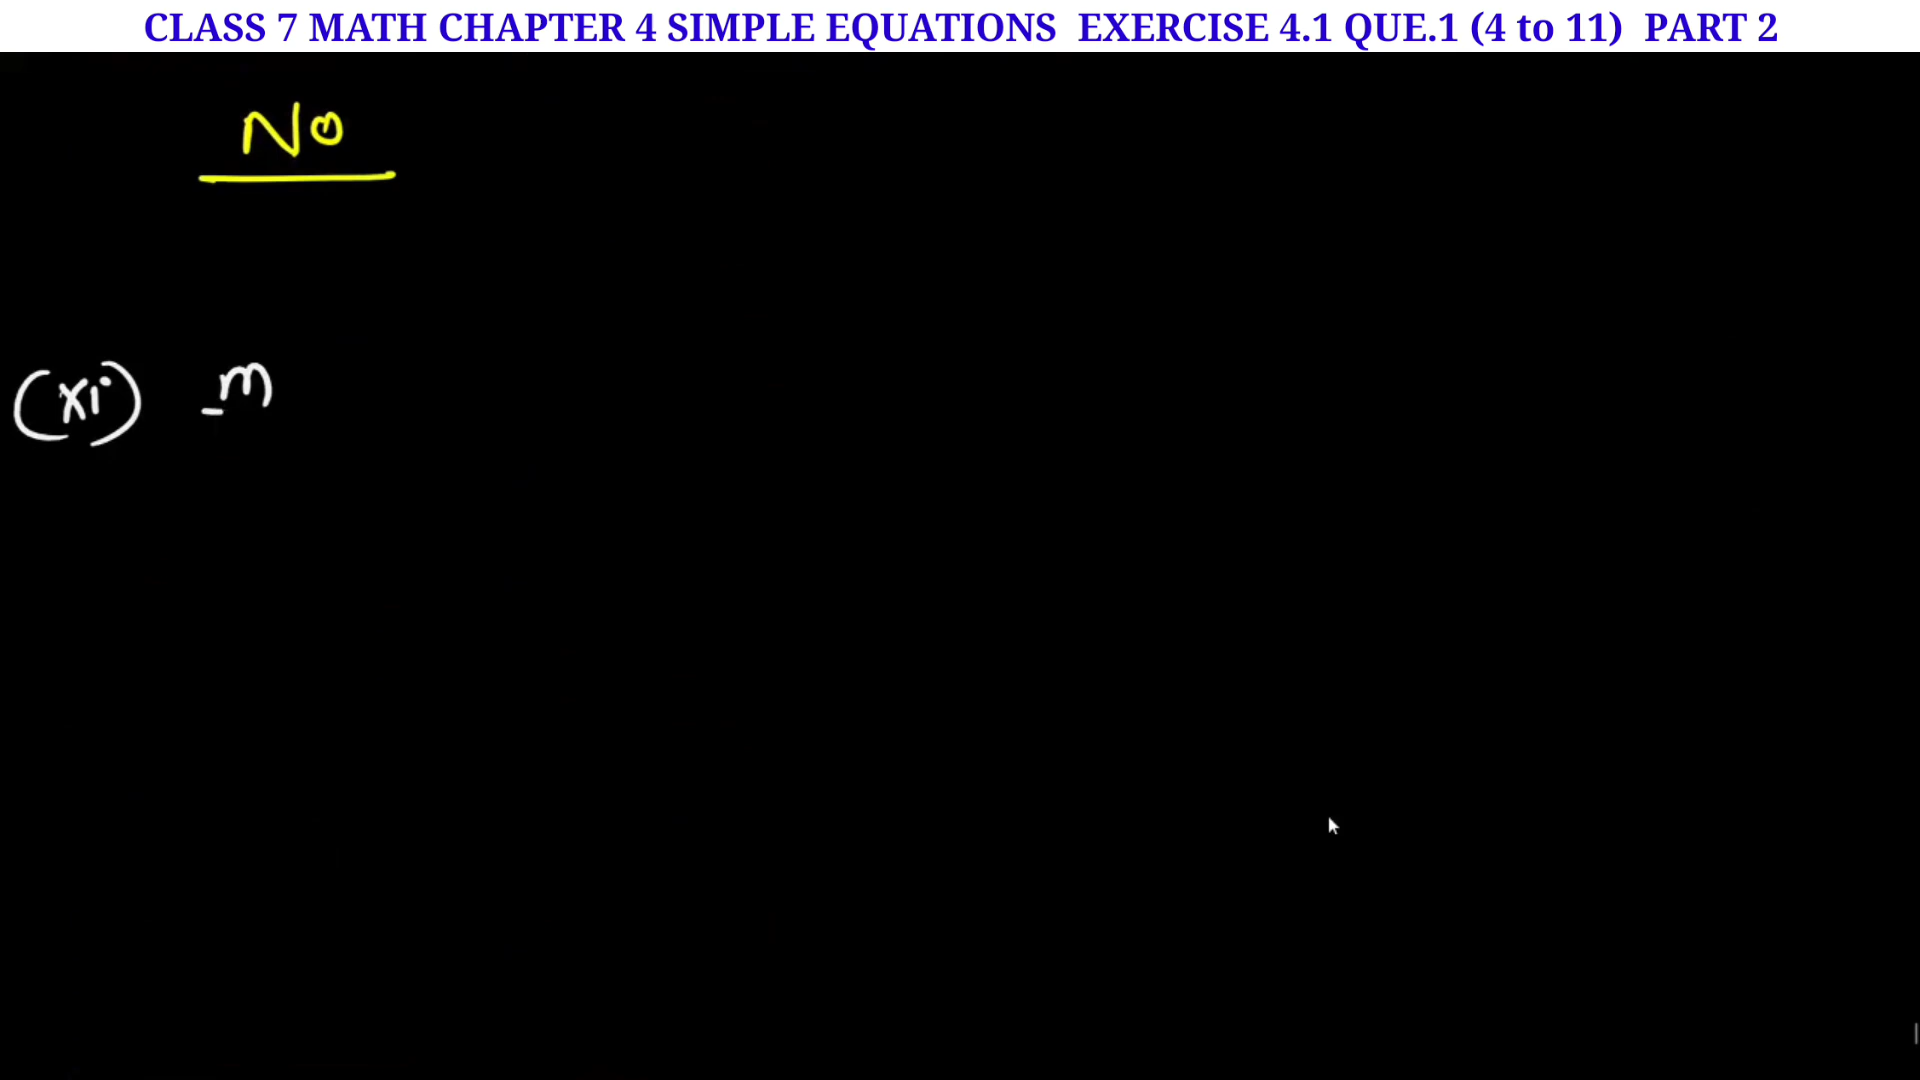 CLASS 7 MATH CHAPTER 4 SIMPLE EQUATIONS EXERCISE 4.1 QUE.1 (4 to 11) PART 2
No
(xi) -m